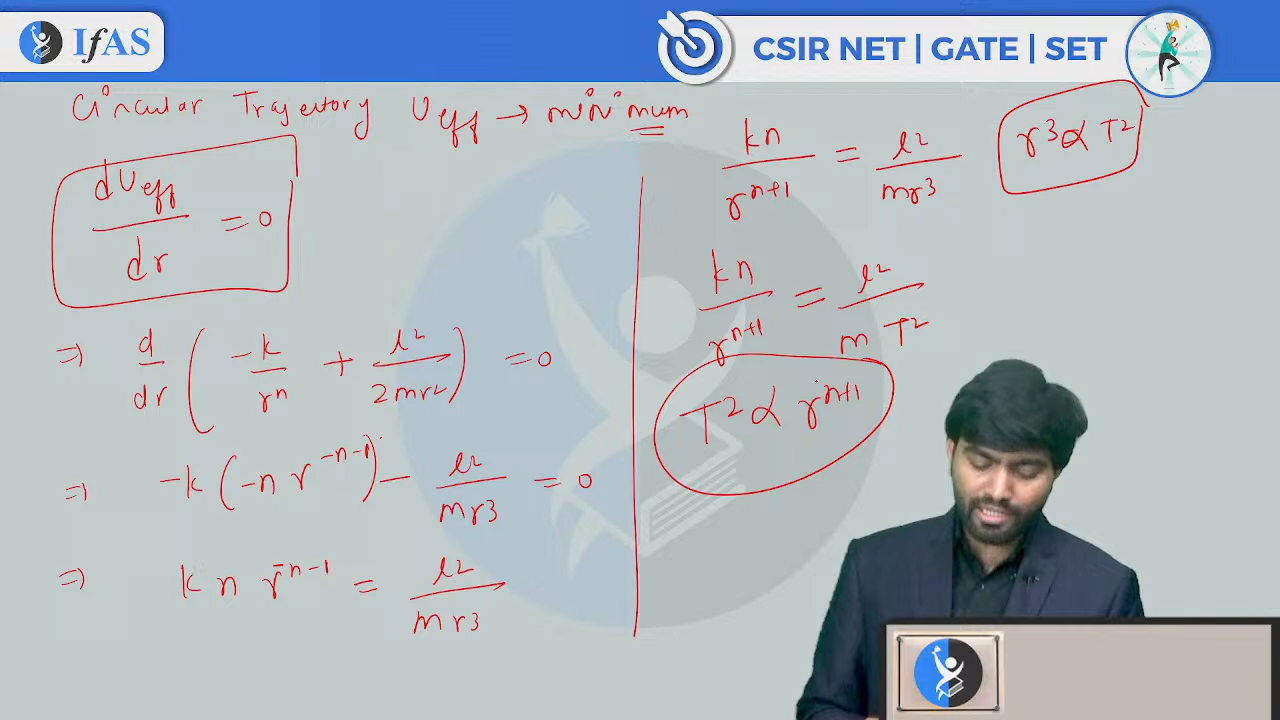 IfAS
CSIR NET | GATE | SET
Circular Trajectory Ueff → minimum
dUeff/dr = 0
⇒ d/dr ( -k/rⁿ + l²/2mr² ) = 0
⇒ -k ( -n r⁻ⁿ⁻¹ ) - l²/mr³ = 0
⇒ k n r⁻ⁿ⁻¹ = l²/mr³
kn/rⁿ⁺¹ = l²/mr³
r³ ∝ T²
kn/rⁿ⁺¹ = l²/m T²
T² ∝ rⁿ⁺¹